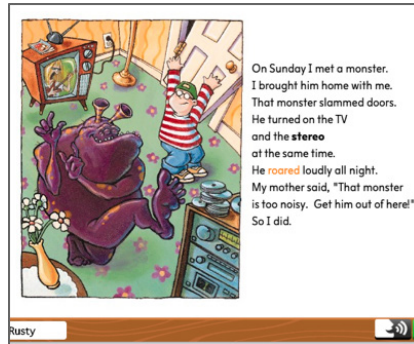 On Sunday I met a monster.
I brought him home with me.
That monster slammed doors.
He turned on the TV
and the stereo
at the same time.
He roared loudly all night.
My mother said, "That monster
is too noisy. Get him out of here!"
So I did.
Rusty